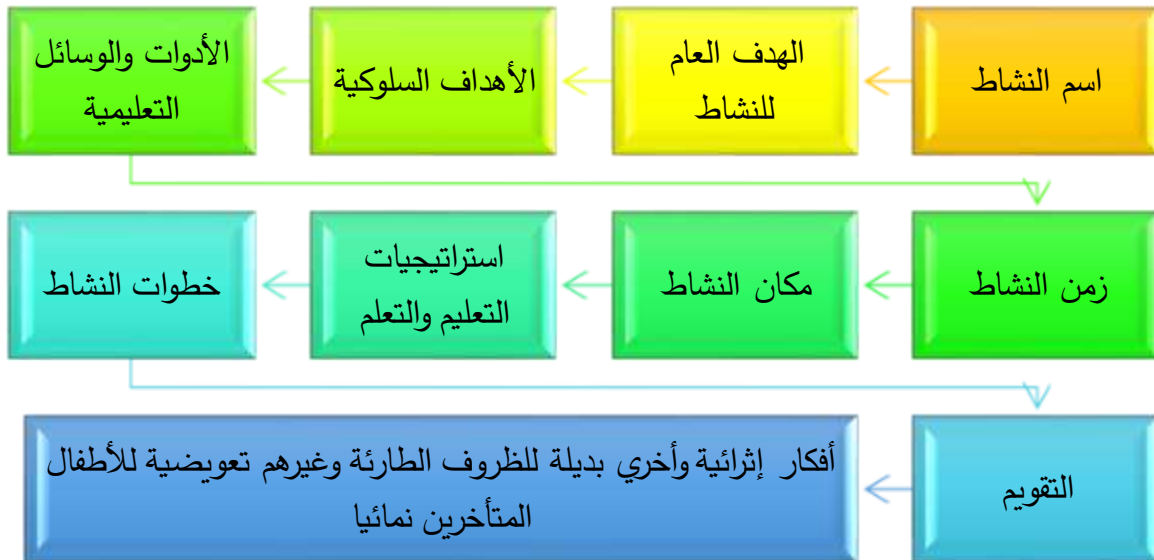 اسم النشاط
الهدف العام
للنشاط
الأهداف السلوكية
الأدوات والوسائل
التعليمية
زمن النشاط
مكان النشاط
استراتيجيات
التعليم والتعلم
خطوات النشاط
التقويم
أفكار إثرائية وأخري بديلة للظروف الطارئة وغيرهم تعويضية للأطفال
المتأخرين نمائيا